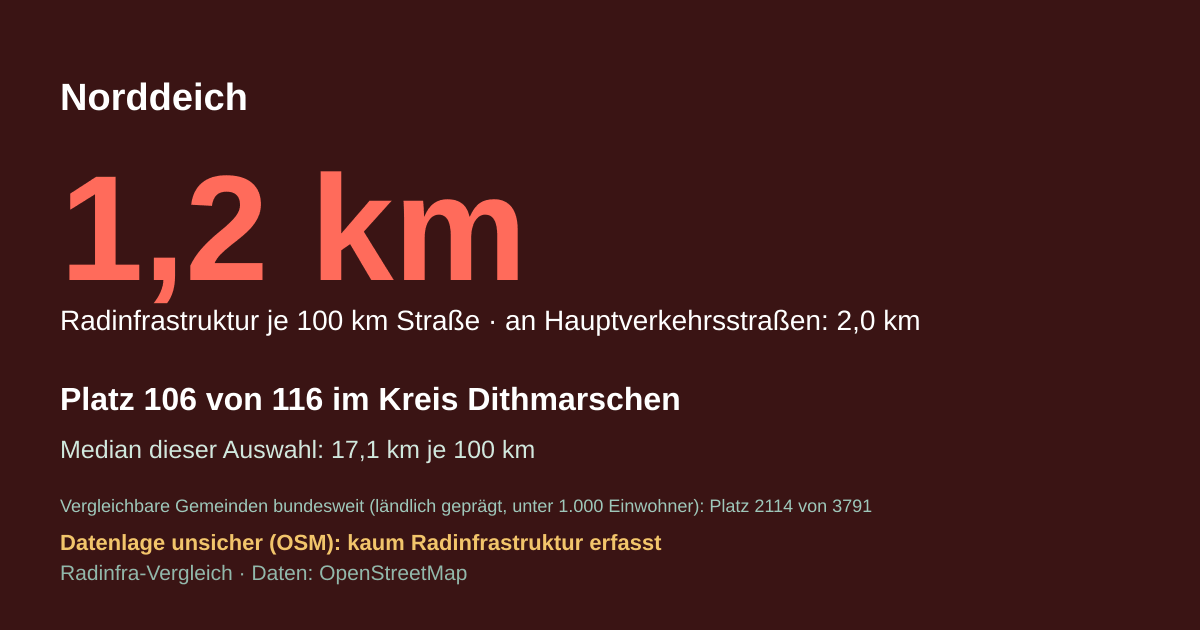 Norddeich
1,2 km
Radinfrastruktur je 100 km Straße · an Hauptverkehrsstraßen: 2,0 km
Platz 106 von 116 im Kreis Dithmarschen
Median dieser Auswahl: 17,1 km je 100 km
Vergleichbare Gemeinden bundesweit (ländlich geprägt, unter 1.000 Einwohner): Platz 2114 von 3791
Datenlage unsicher (OSM): kaum Radinfrastruktur erfasst
Radinfra-Vergleich · Daten: OpenStreetMap